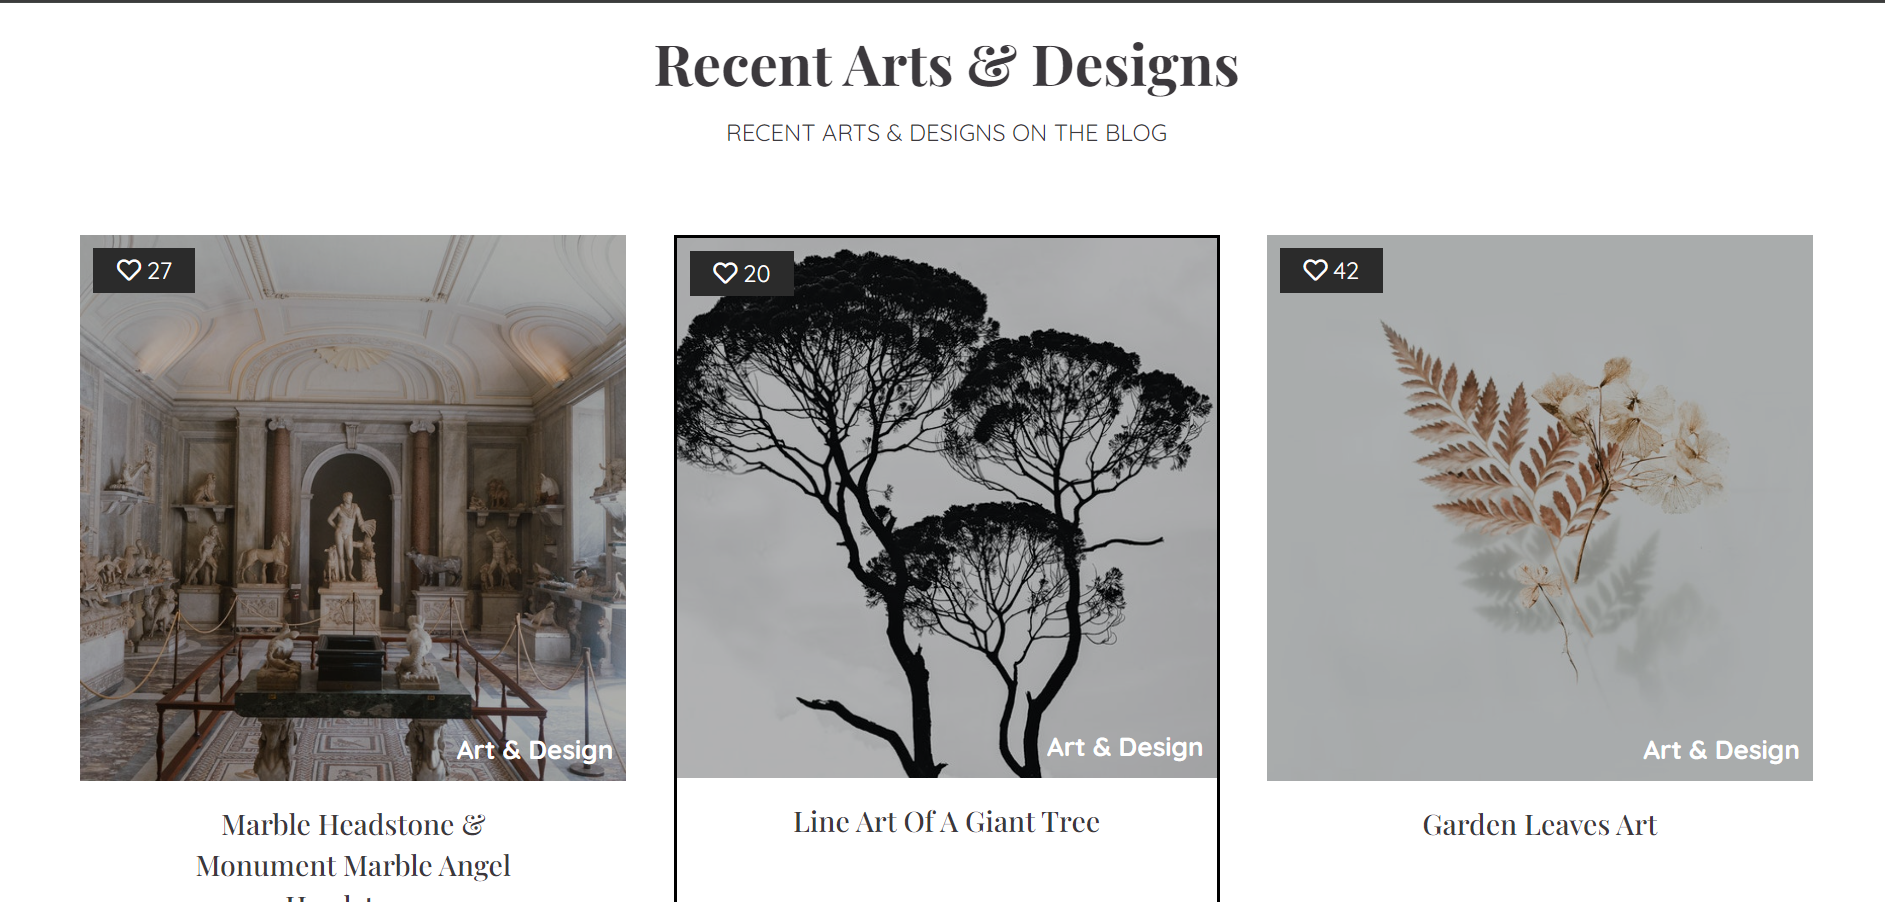 Recent Arts & Designs
RECENT ARTS & DESIGNS ON THE BLOG
27
20
42
Art & Design
Art & Design
Art & Design
Marble Headstone &
Monument Marble Angel
Line Art Of A Giant Tree
Garden Leaves Art